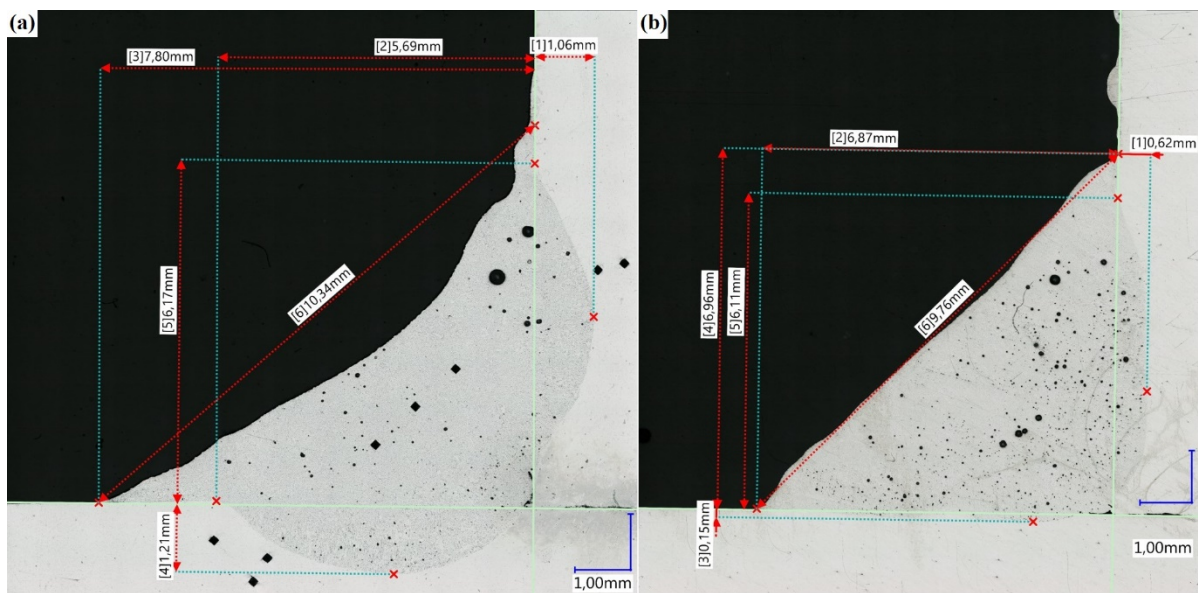 (a)
[2]5,69mm
[1]1,06mm
[3]7,80mm
[5]6,17mm
[6]10,34mm
[4]1,21mm
1,00mm
(b)
[2]6,87mm
[1]0,62mm
[4]6,96mm
[5]6,11mm
[6]9,76mm
[3]0,15mm
1,00mm